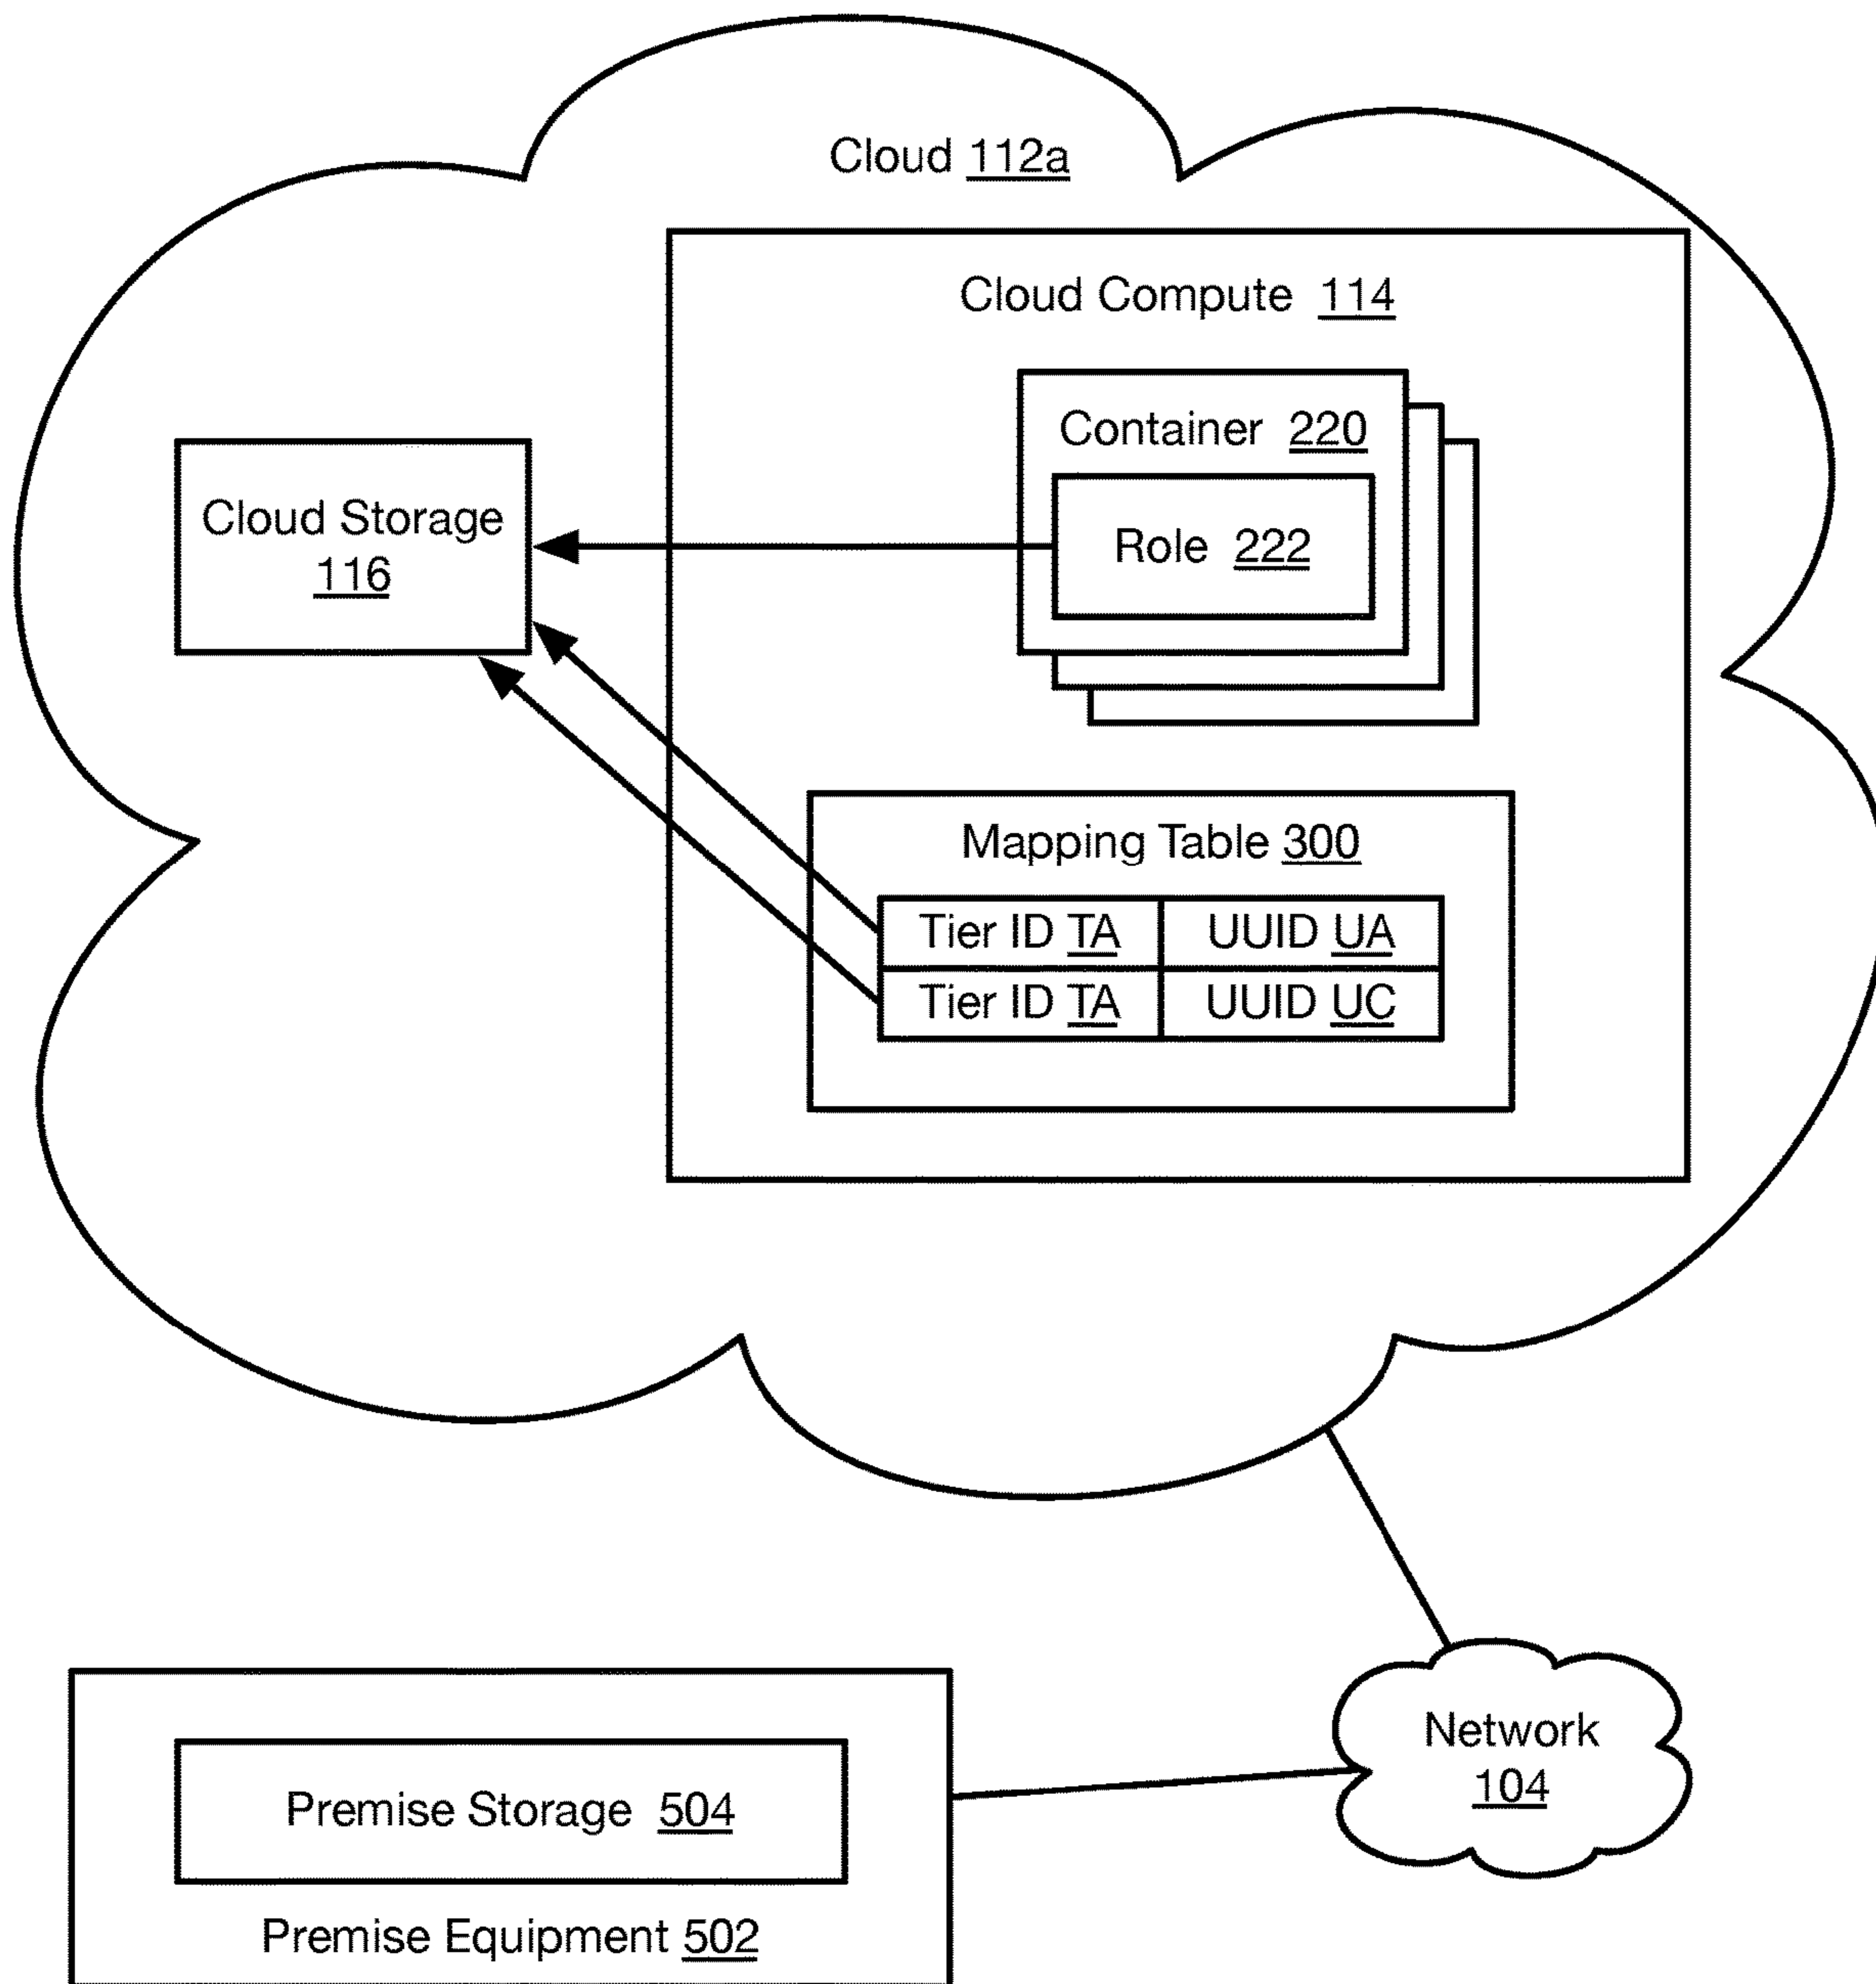 Cloud 112a
Cloud Compute 114
Container 220
Cloud Storage
116
Role 222
Mapping Table 300
Tier ID TA UUID UA
Tier ID TA UUID UC
Network
104
Premise Storage 504
Premise Equipment 502